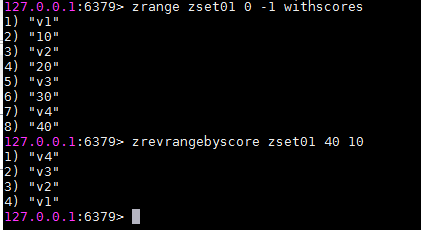 127.0.0.1:6379> zrange zset01 0 -1 withscores
1) "v1"
2) "10"
3) "v2"
4) "20"
5) "v3"
6) "30"
7) "v4"
8) "40"
127.0.0.1:6379> zrevrangebyscore zset01 40 10
1) "v4"
2) "v3"
3) "v2"
4) "v1"
127.0.0.1:6379>